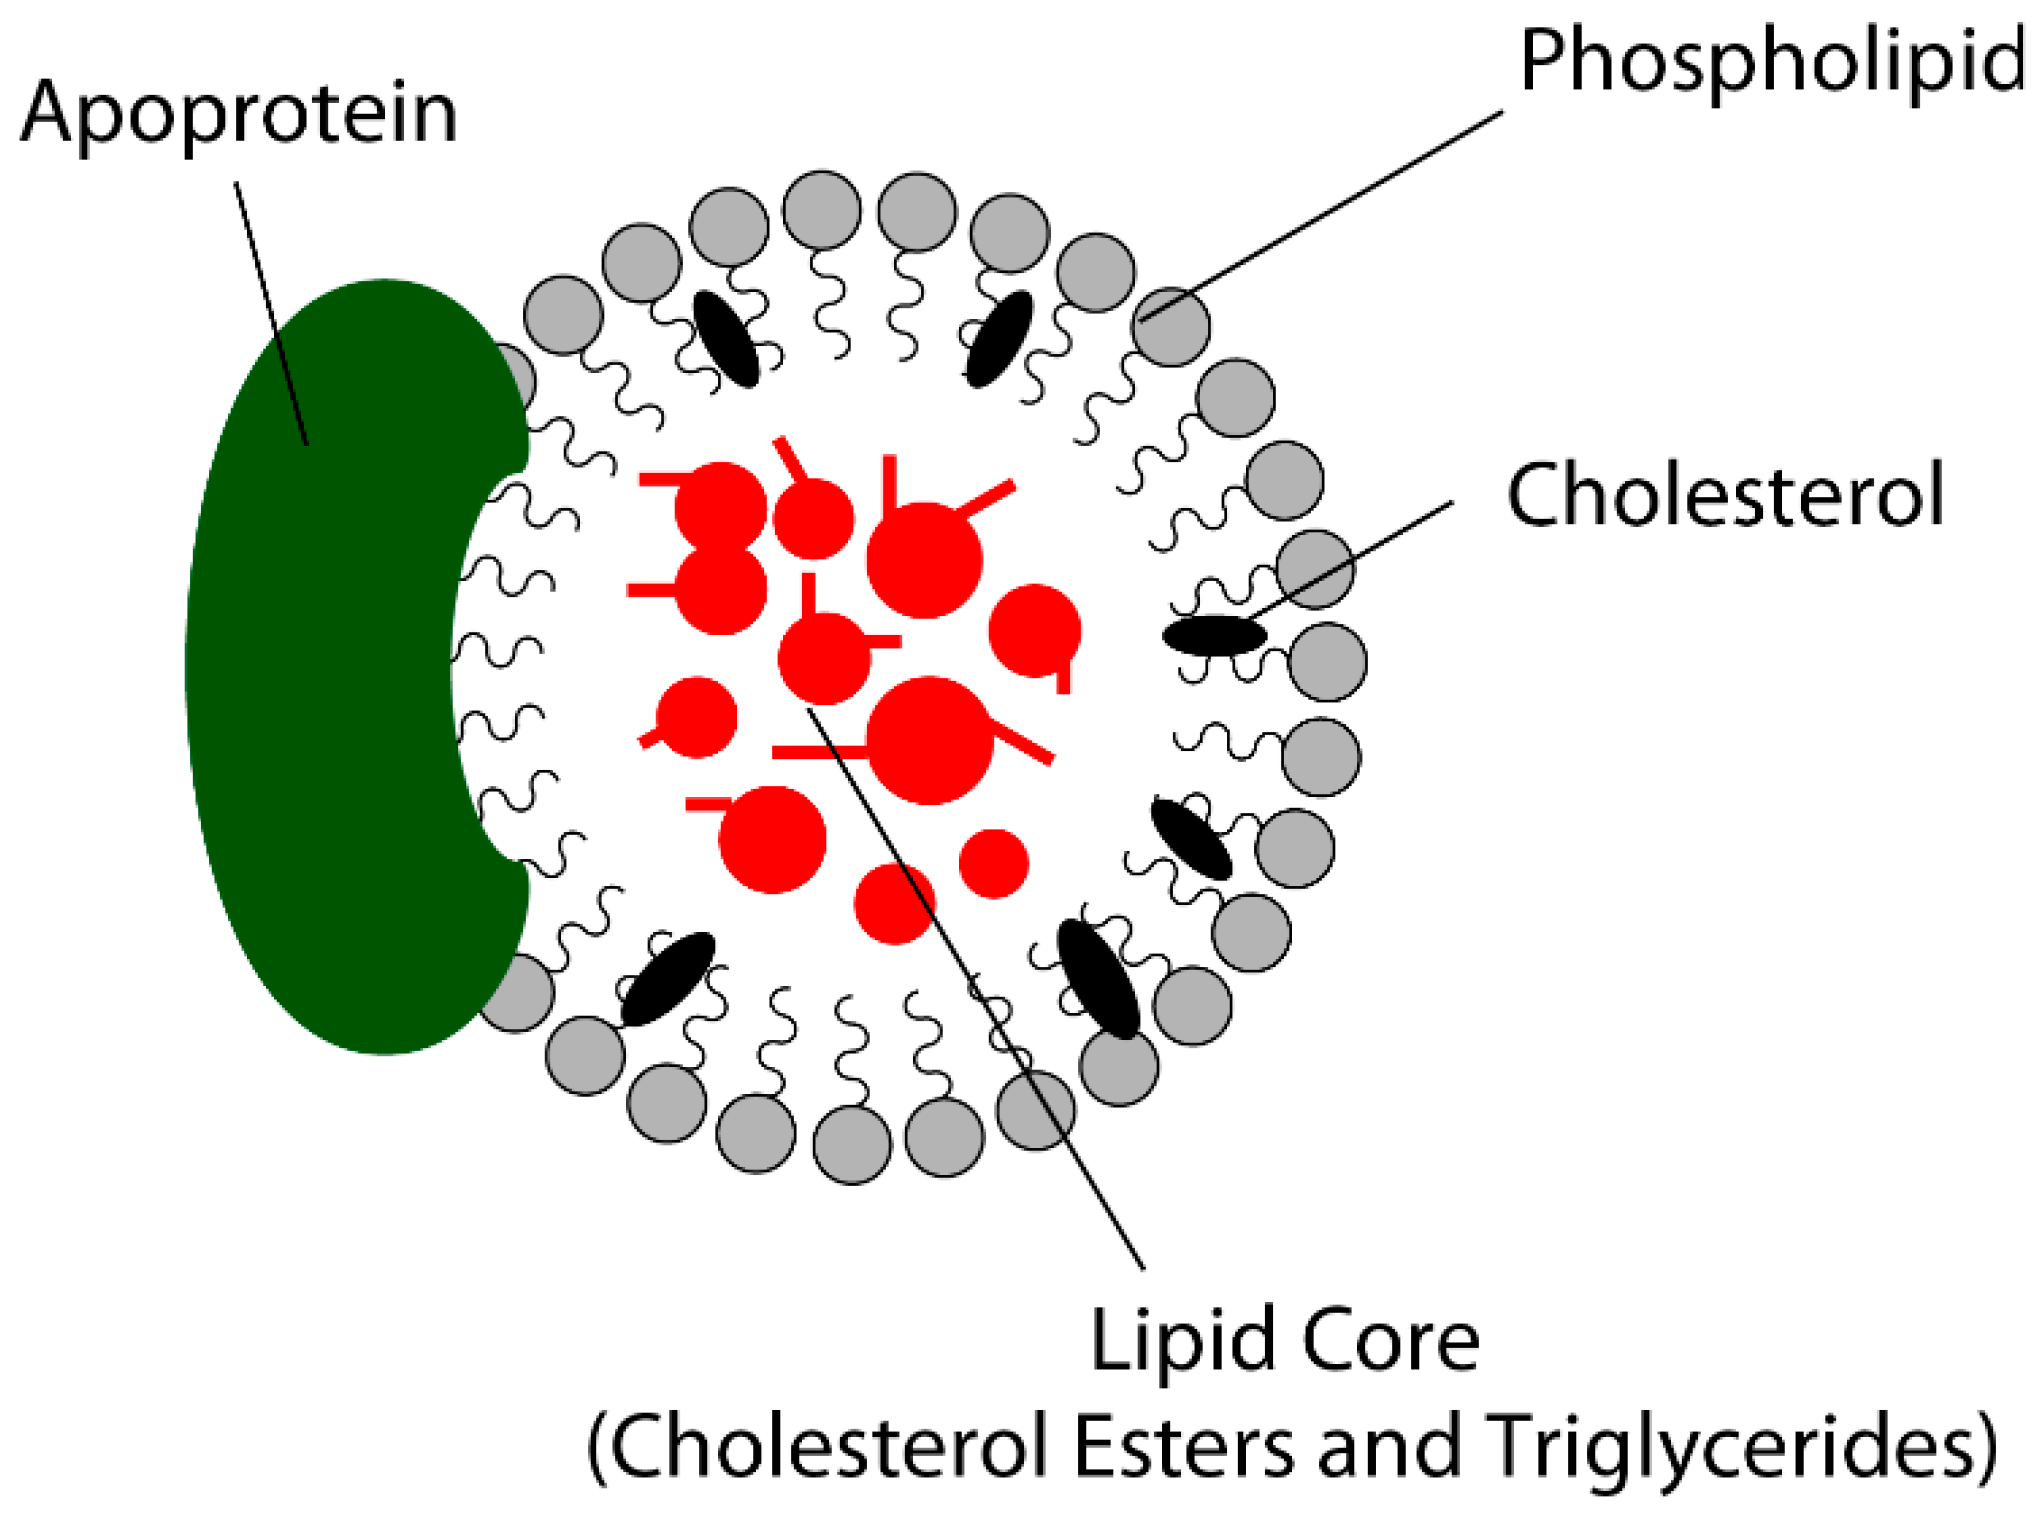 Phospholipid
Apoprotein
Cholesterol
Lipid Core
(Cholesterol Esters and Triglycerides)